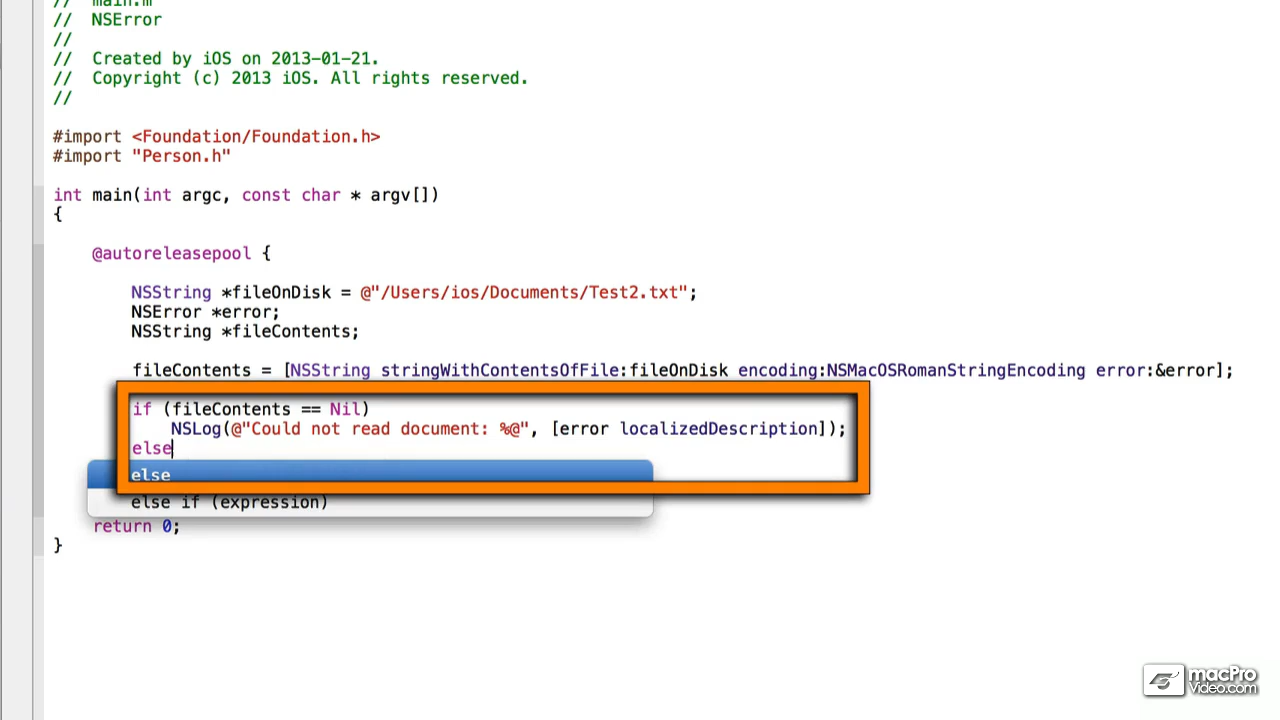 // main.m
// NSError
//
// Created by iOS on 2013-01-21.
// Copyright (c) 2013 iOS. All rights reserved.
//
#import <Foundation/Foundation.h>
#import "Person.h"
int main(int argc, const char * argv[])
{
@autoreleasepool {
NSString *fileOnDisk = @"/Users/ios/Documents/Test2.txt";
NSError *error;
NSString *fileContents;
fileContents = [NSString stringWithContentsOfFile:fileOnDisk encoding:NSMacOSRomanStringEncoding error:&error];
if (fileContents == Nil)
NSLog(@"Could not read document: %@", [error localizedDescription]);
else
else
else if (expression)
return 0;
}
macPro
Video.com